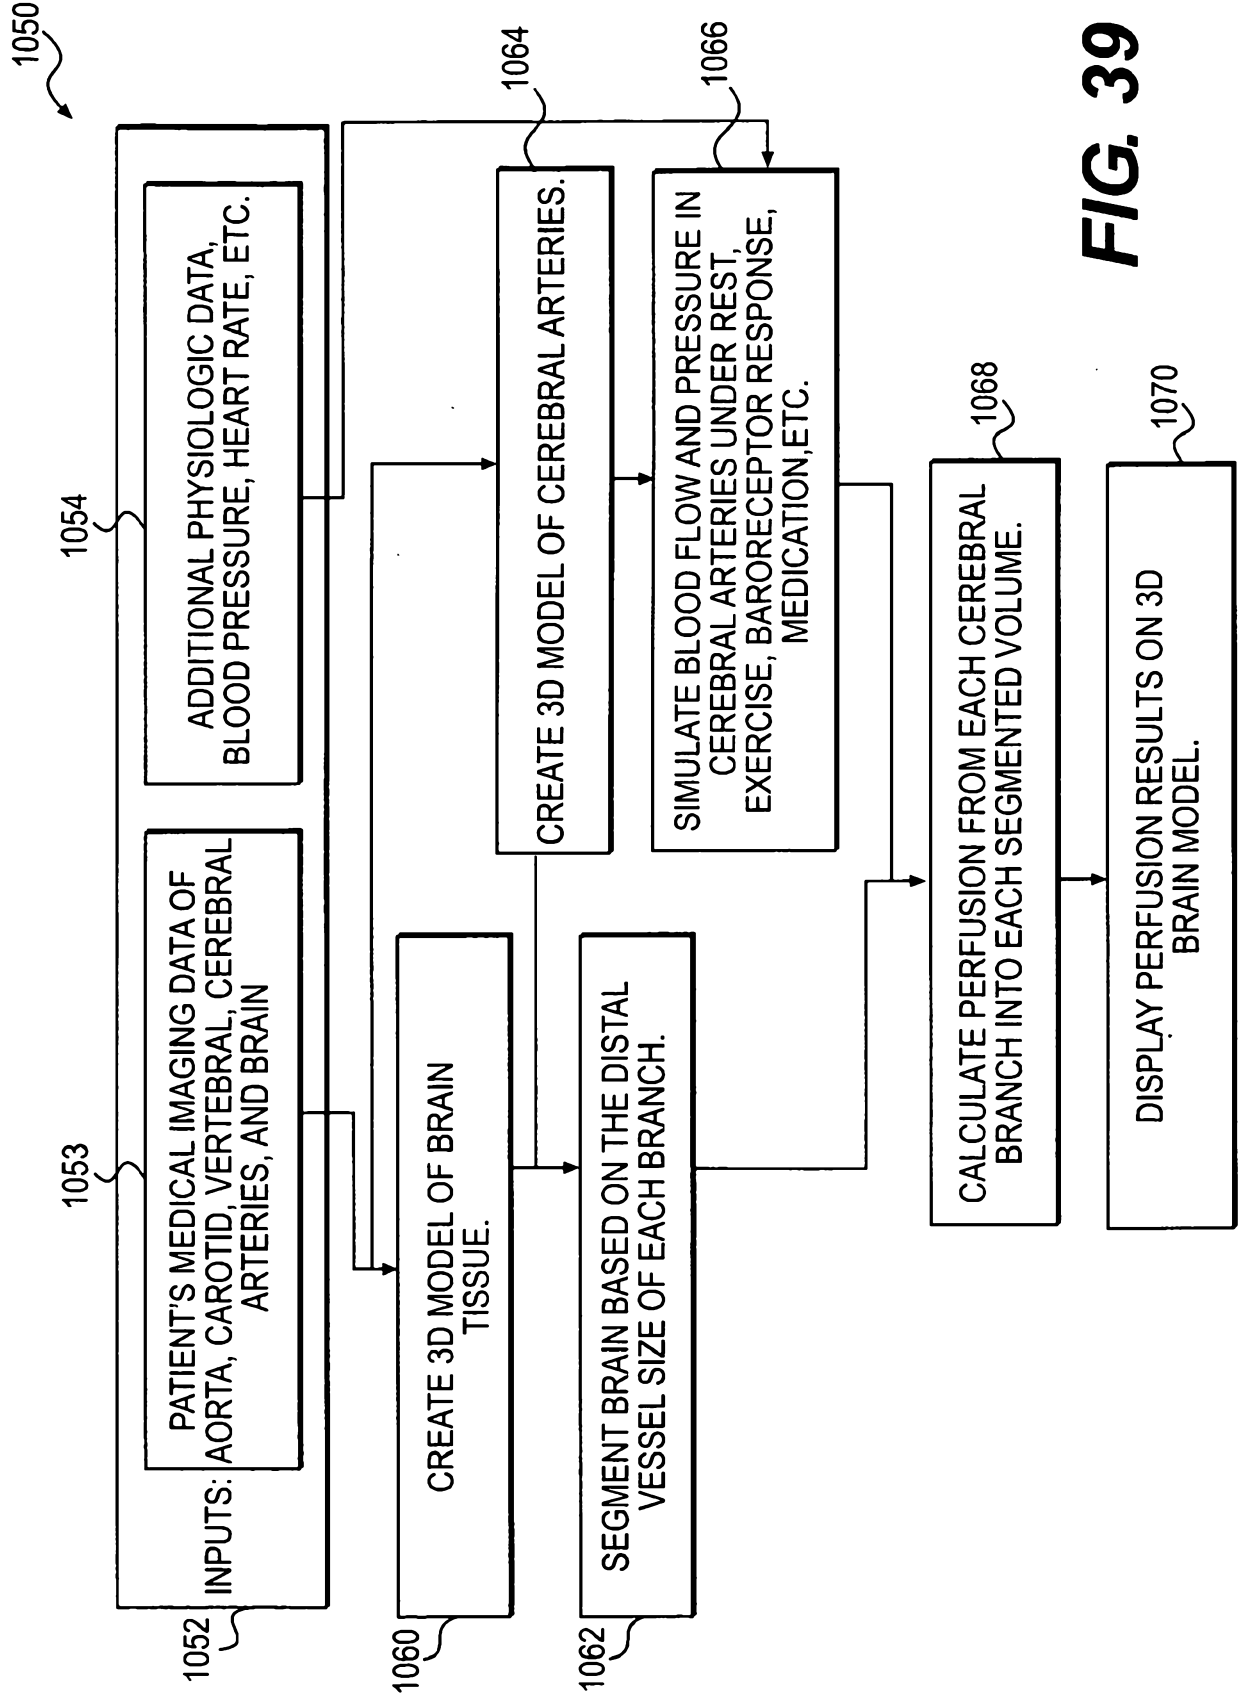 1050
1052
INPUTS:
1053
PATIENT'S MEDICAL IMAGING DATA OF
AORTA, CAROTID, VERTEBRAL, CEREBRAL
ARTERIES, AND BRAIN
1054
ADDITIONAL PHYSIOLOGIC DATA,
BLOOD PRESSURE, HEART RATE, ETC.
1060
CREATE 3D MODEL OF BRAIN
TISSUE.
1064
CREATE 3D MODEL OF CEREBRAL ARTERIES.
1062
SEGMENT BRAIN BASED ON THE DISTAL
VESSEL SIZE OF EACH BRANCH.
1066
SIMULATE BLOOD FLOW AND PRESSURE IN
CEREBRAL ARTERIES UNDER REST,
EXERCISE, BARORECEPTOR RESPONSE,
MEDICATION,ETC.
1068
CALCULATE PERFUSION FROM EACH CEREBRAL
BRANCH INTO EACH SEGMENTED VOLUME.
1070
DISPLAY PERFUSION RESULTS ON 3D
BRAIN MODEL.
FIG. 39